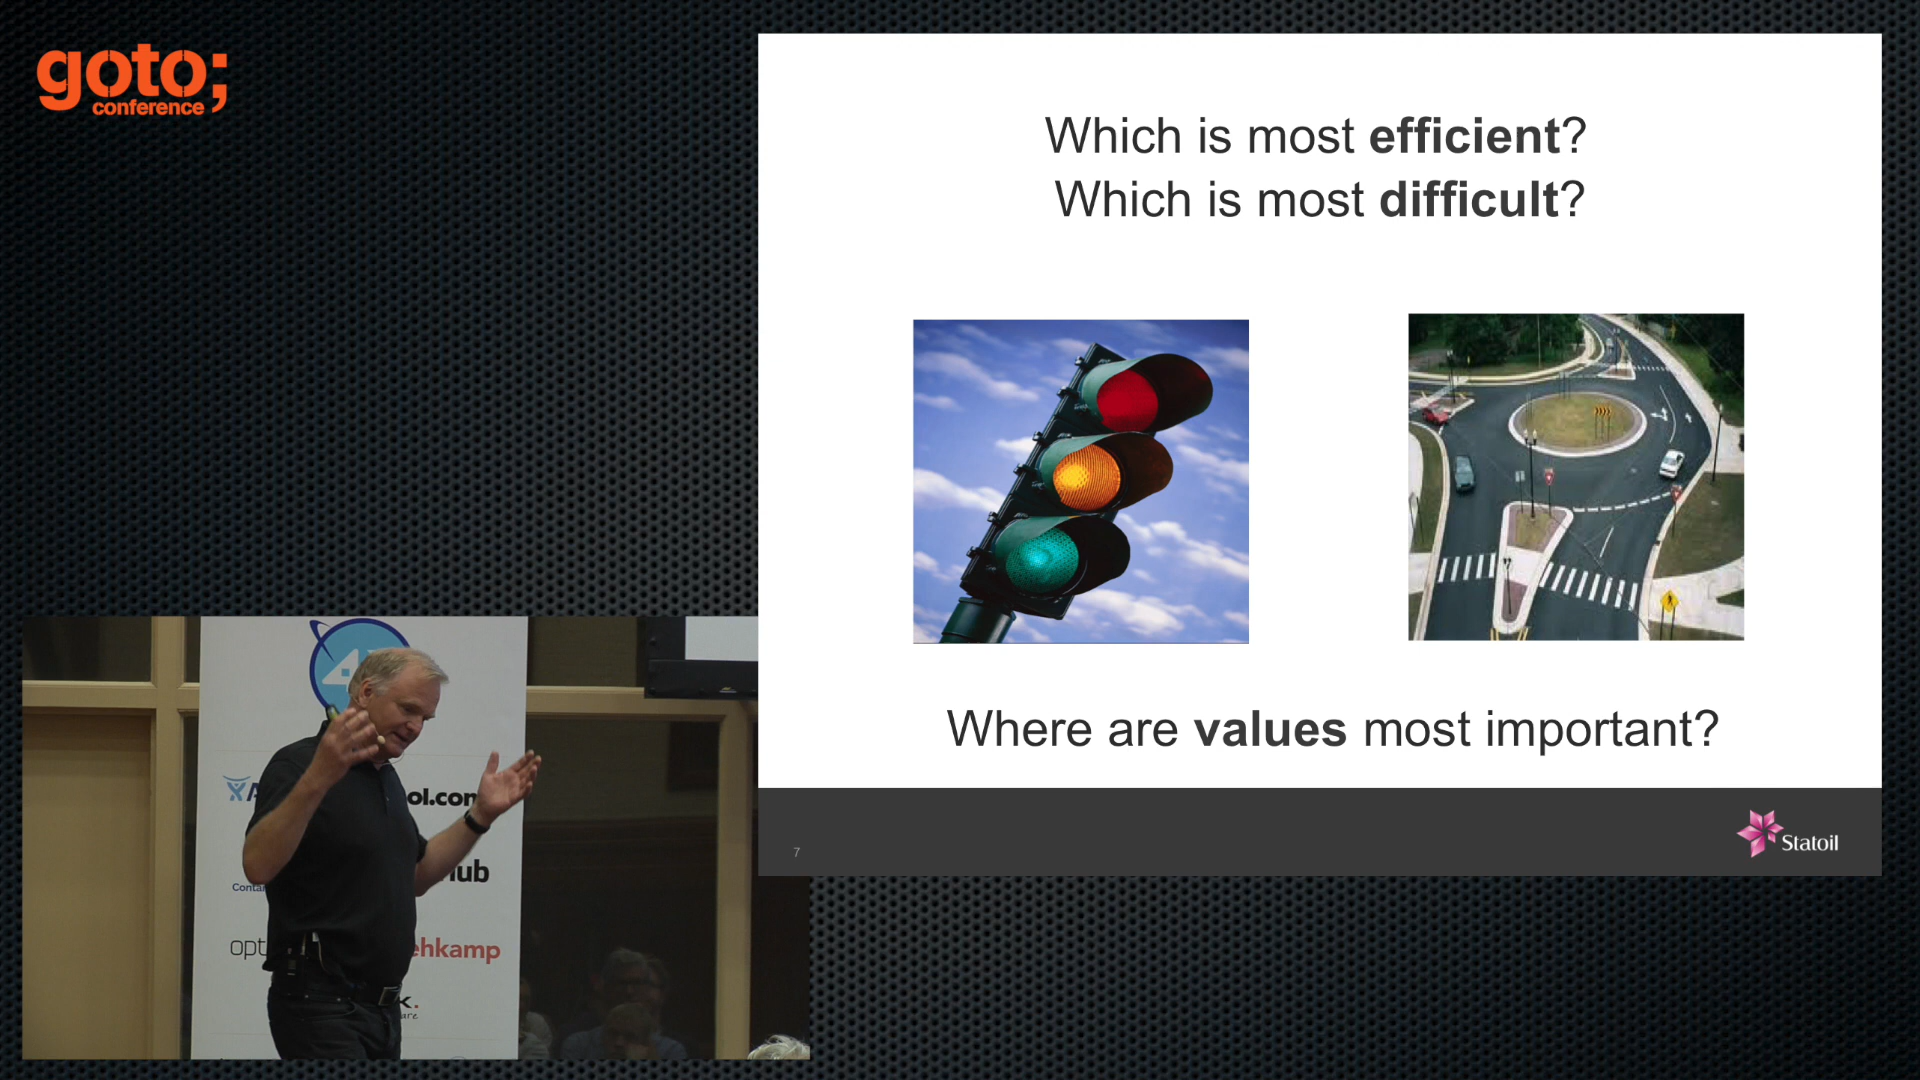 goto;
conference
Which is most efficient?
Which is most difficult?
Where are values most important?
7
Statoil
ol.con
ub
opt
ehkamp
k.